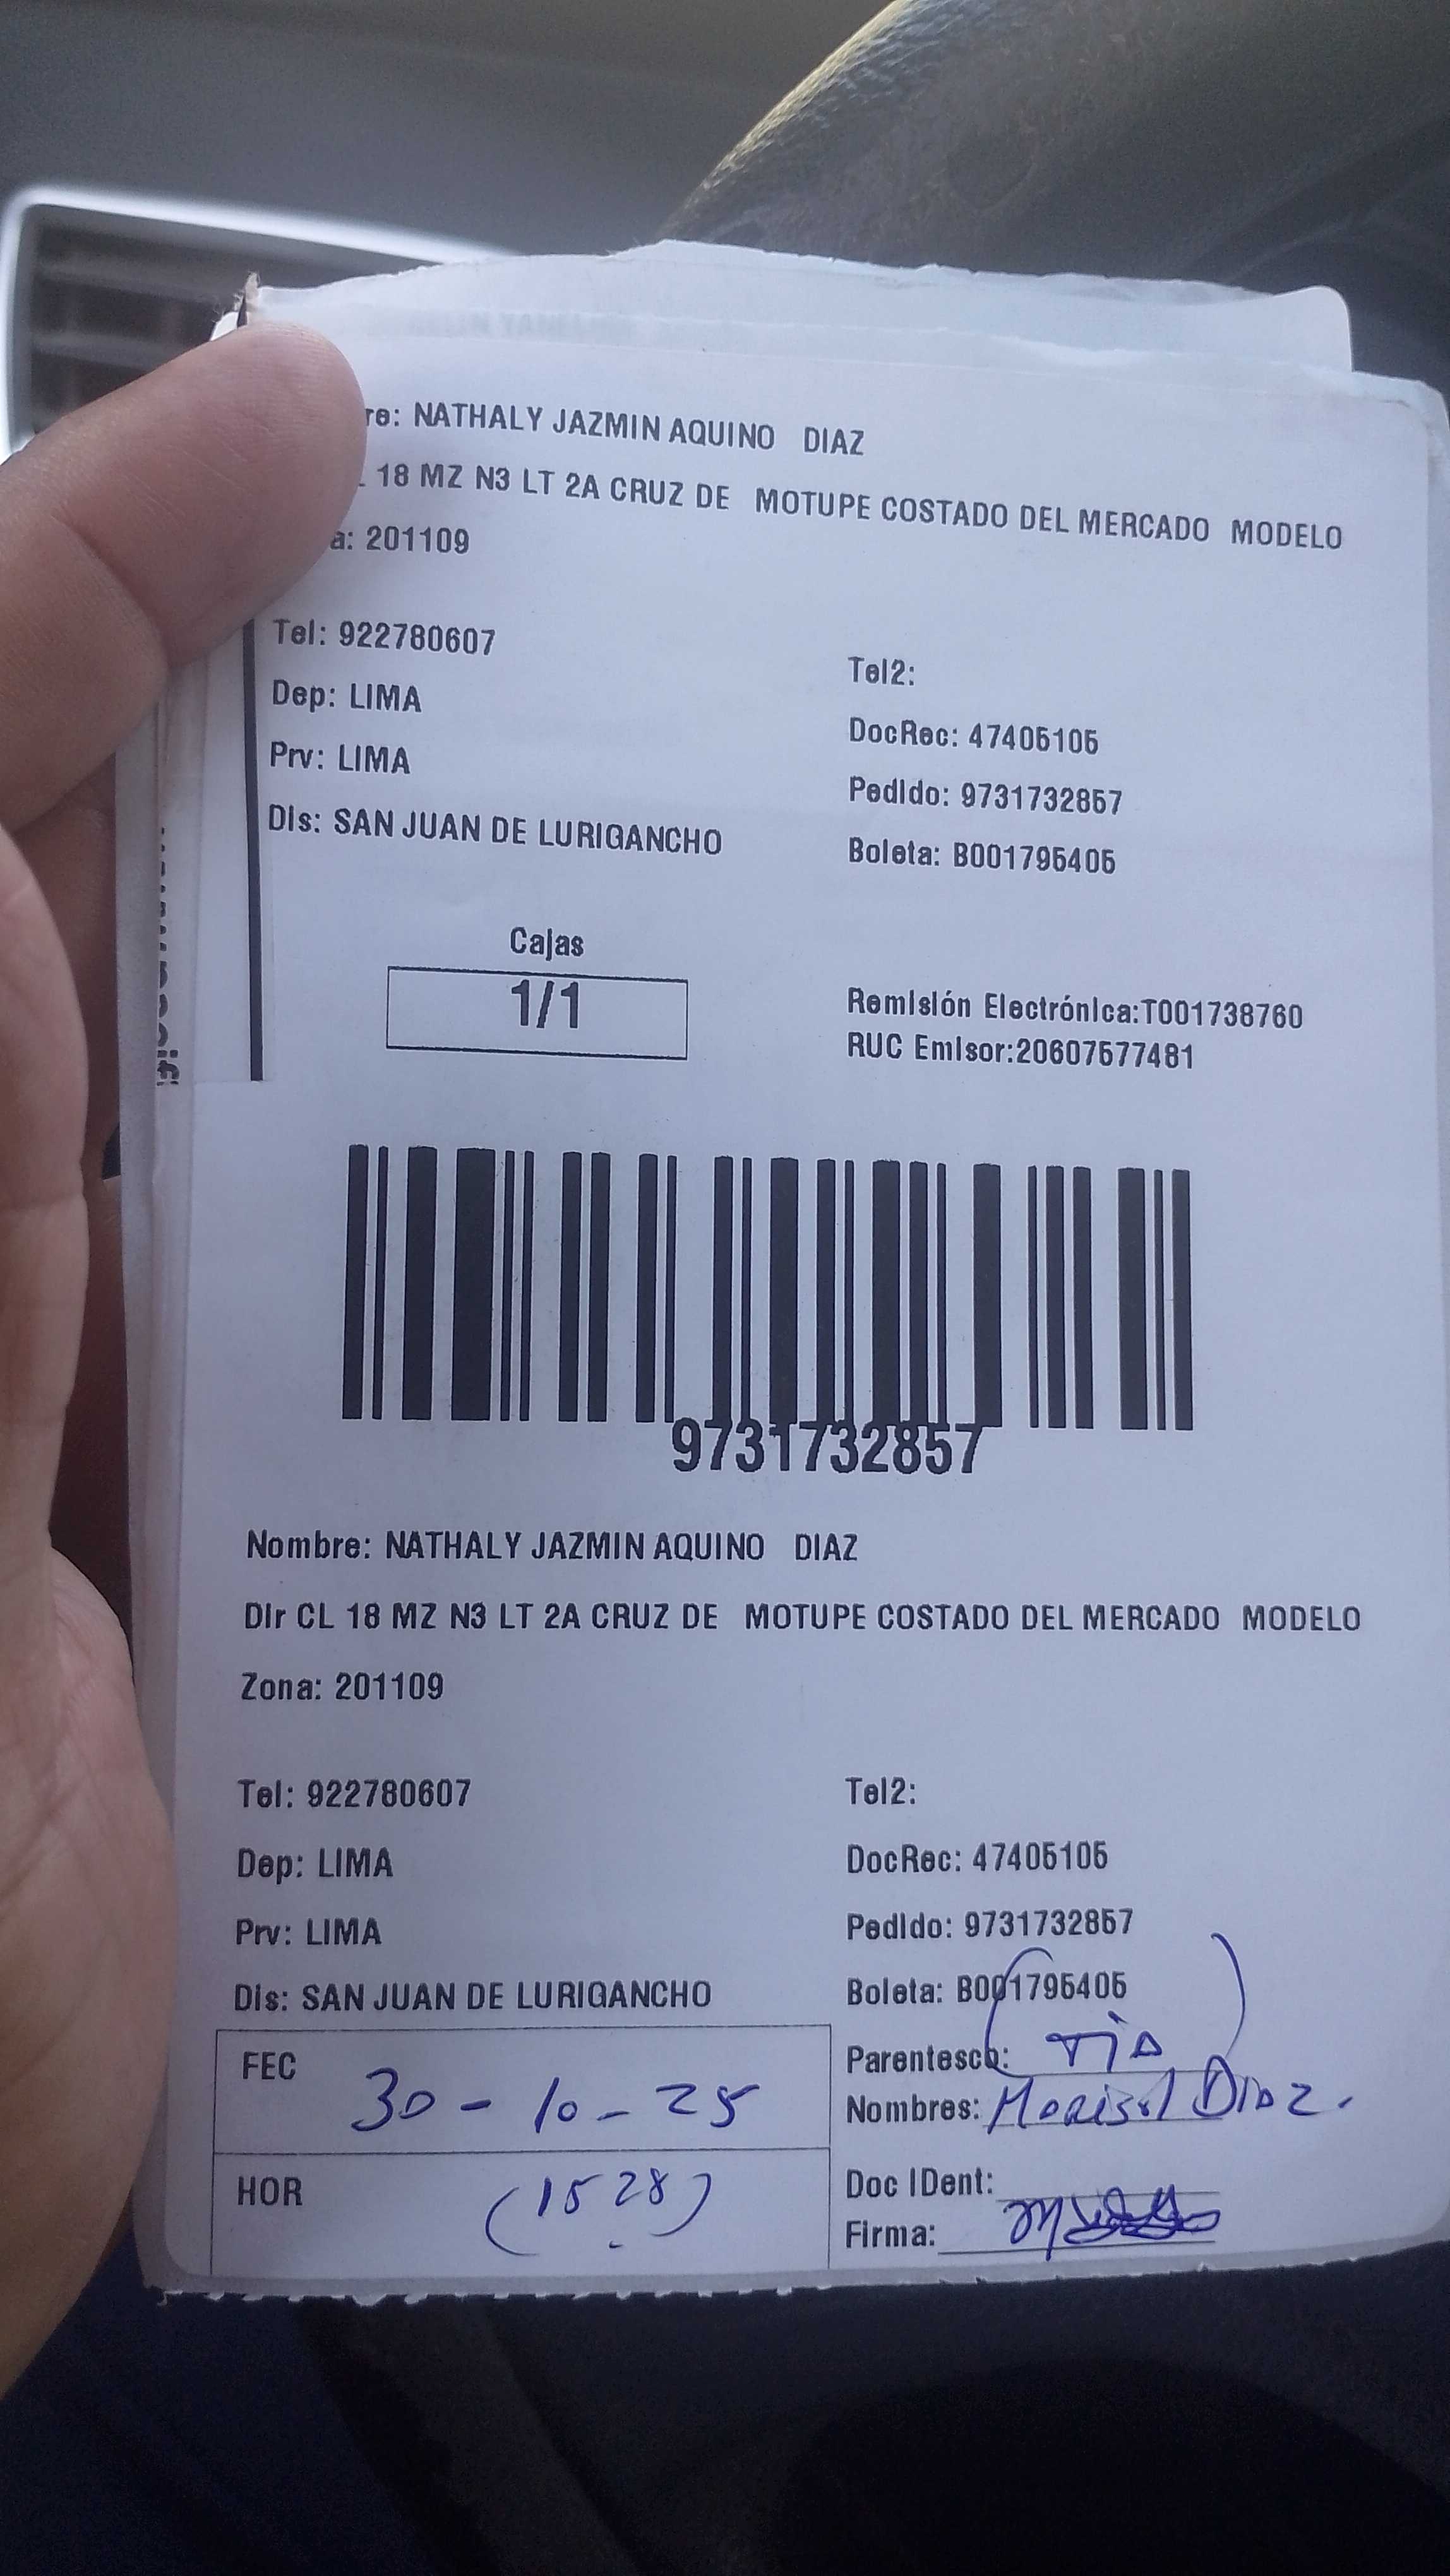 re: NATHALY JAZMIN AQUINO DIAZ
18 MZ N3 LT 2A CRUZ DE MOTUPE COSTADO DEL MERCADO MODELO
a: 201109
Tel: 922780607
Tel2:
Dep: LIMA
DocRec: 47405105
Prv: LIMA
Pedido: 9731732857
Dis: SAN JUAN DE LURIGANCHO
Boleta: B001795405
Cajas
1/1
Remisión Electrónica:T001738760
RUC Emisor:20607577481
9731732857
Nombre: NATHALY JAZMIN AQUINO DIAZ
Dir CL 18 MZ N3 LT 2A CRUZ DE MOTUPE COSTADO DEL MERCADO MODELO
Zona: 201109
Tel: 922780607
Tel2:
Dep: LIMA
DocRec: 47405105
Prv: LIMA
Pedido: 9731732857
Dis: SAN JUAN DE LURIGANCHO
Boleta: B001795405
FEC 30-10-25
Parentesco: (TIA)
Nombres: Marisol Diaz.
HOR (1528)
Doc IDent:
Firma: